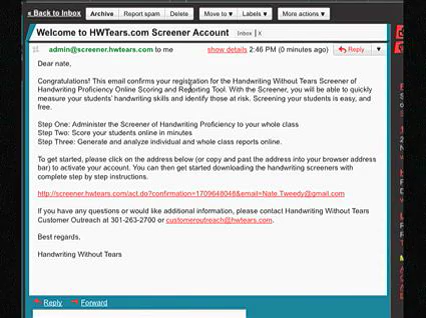 « Back to Inbox Archive Report spam Delete Move to ▼ Labels ▼ More actions ▼
Welcome to HWTears.com Screener Account Inbox | X
admin@screener.hwtears.com to me show details 2:46 PM (0 minutes ago) Reply ▼
Dear nate,
Congratulations! This email confirms your registration for the Handwriting Without Tears Screener of
Handwriting Proficiency Online Scoring and Reporting Tool. With the Screener, you will be able to quickly
measure your students' handwriting skills and identify those at risk. Screening your students is easy, and
free.
Step One: Administer the Screener of Handwriting Proficiency to your whole class
Step Two: Score your students online in minutes
Step Three: Generate and analyze individual and whole class reports online.
To get started, please click on the address below (or copy and past the address into your browser address
bar) to activate your account. You can then get started downloading the handwriting screeners with
complete step by step instructions.
http://screener.hwtears.com/act.do?confirmation=1709648048&email=Nate.Tweedy@gmail.com
If you have any questions or would like additional information, please contact Handwriting Without Tears
Customer Outreach at 301-263-2700 or customeroutreach@hwtears.com.
Best regards,
Handwriting Without Tears
Reply Forward